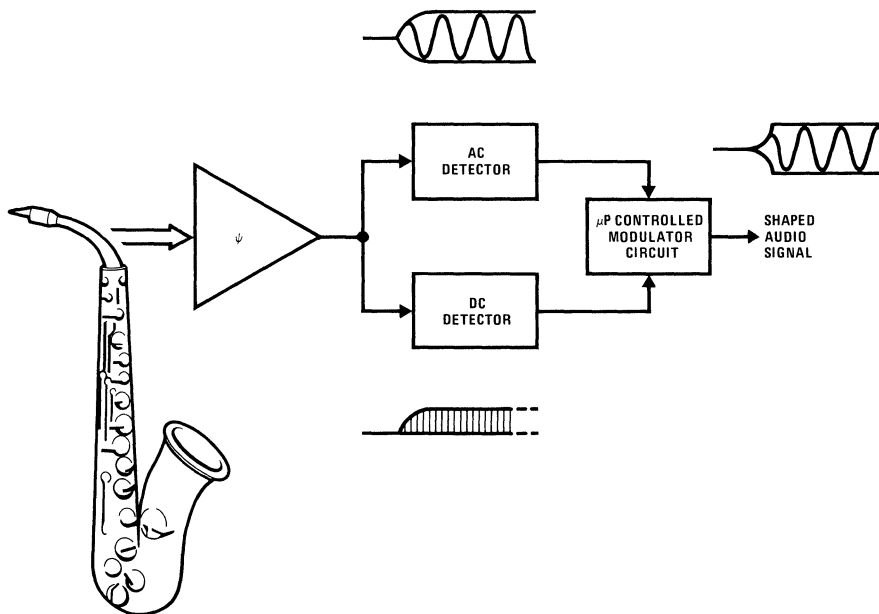 AC
DETECTOR
ψ
μP CONTROLLED
MODULATOR
CIRCUIT
SHAPED
AUDIO
SIGNAL
DC
DETECTOR